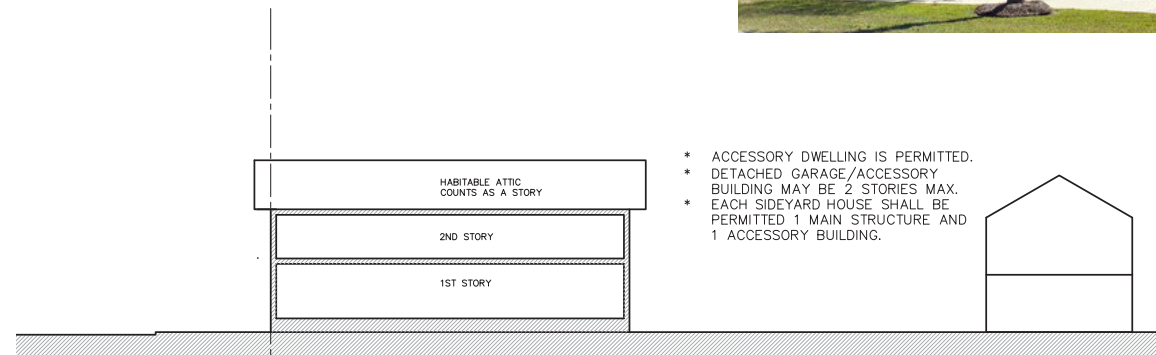 HABITABLE ATTIC
COUNTS AS A STORY
2ND STORY
1ST STORY
* ACCESSORY DWELLING IS PERMITTED.
* DETACHED GARAGE/ACCESSORY
BUILDING MAY BE 2 STORIES MAX.
* EACH SIDEYARD HOUSE SHALL BE
PERMITTED 1 MAIN STRUCTURE AND
1 ACCESSORY BUILDING.